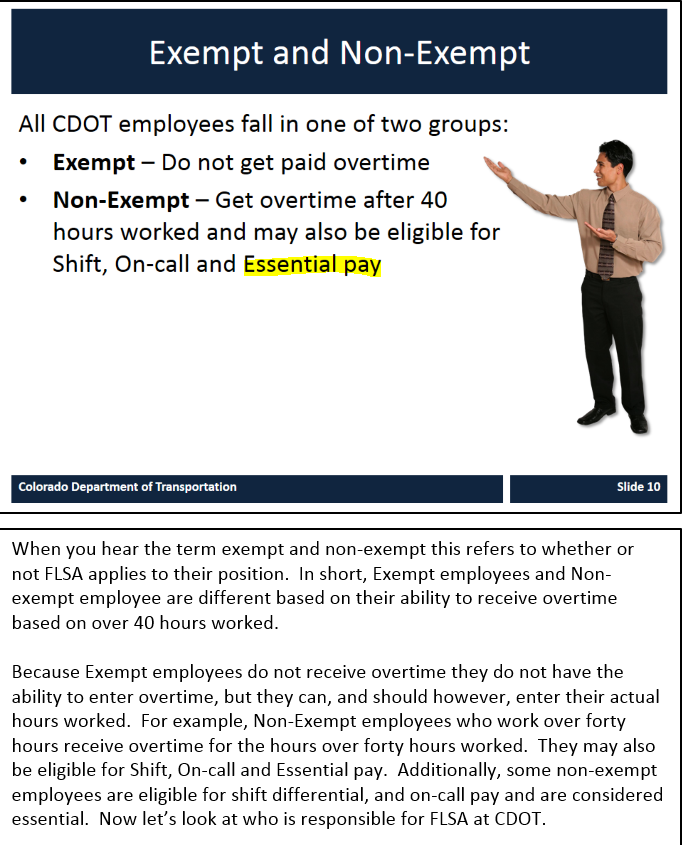 Exempt and Non-Exempt
All CDOT employees fall in one of two groups:
• Exempt – Do not get paid overtime
• Non-Exempt – Get overtime after 40
hours worked and may also be eligible for
Shift, On-call and Essential pay
Colorado Department of Transportation
Slide 10
When you hear the term exempt and non-exempt this refers to whether or
not FLSA applies to their position.  In short, Exempt employees and Non-
exempt employee are different based on their ability to receive overtime
based on over 40 hours worked.
Because Exempt employees do not receive overtime they do not have the
ability to enter overtime, but they can, and should however, enter their actual
hours worked.  For example, Non-Exempt employees who work over forty
hours receive overtime for the hours over forty hours worked.  They may also
be eligible for Shift, On-call and Essential pay.  Additionally, some non-exempt
employees are eligible for shift differential, and on-call pay and are considered
essential.  Now let’s look at who is responsible for FLSA at CDOT.